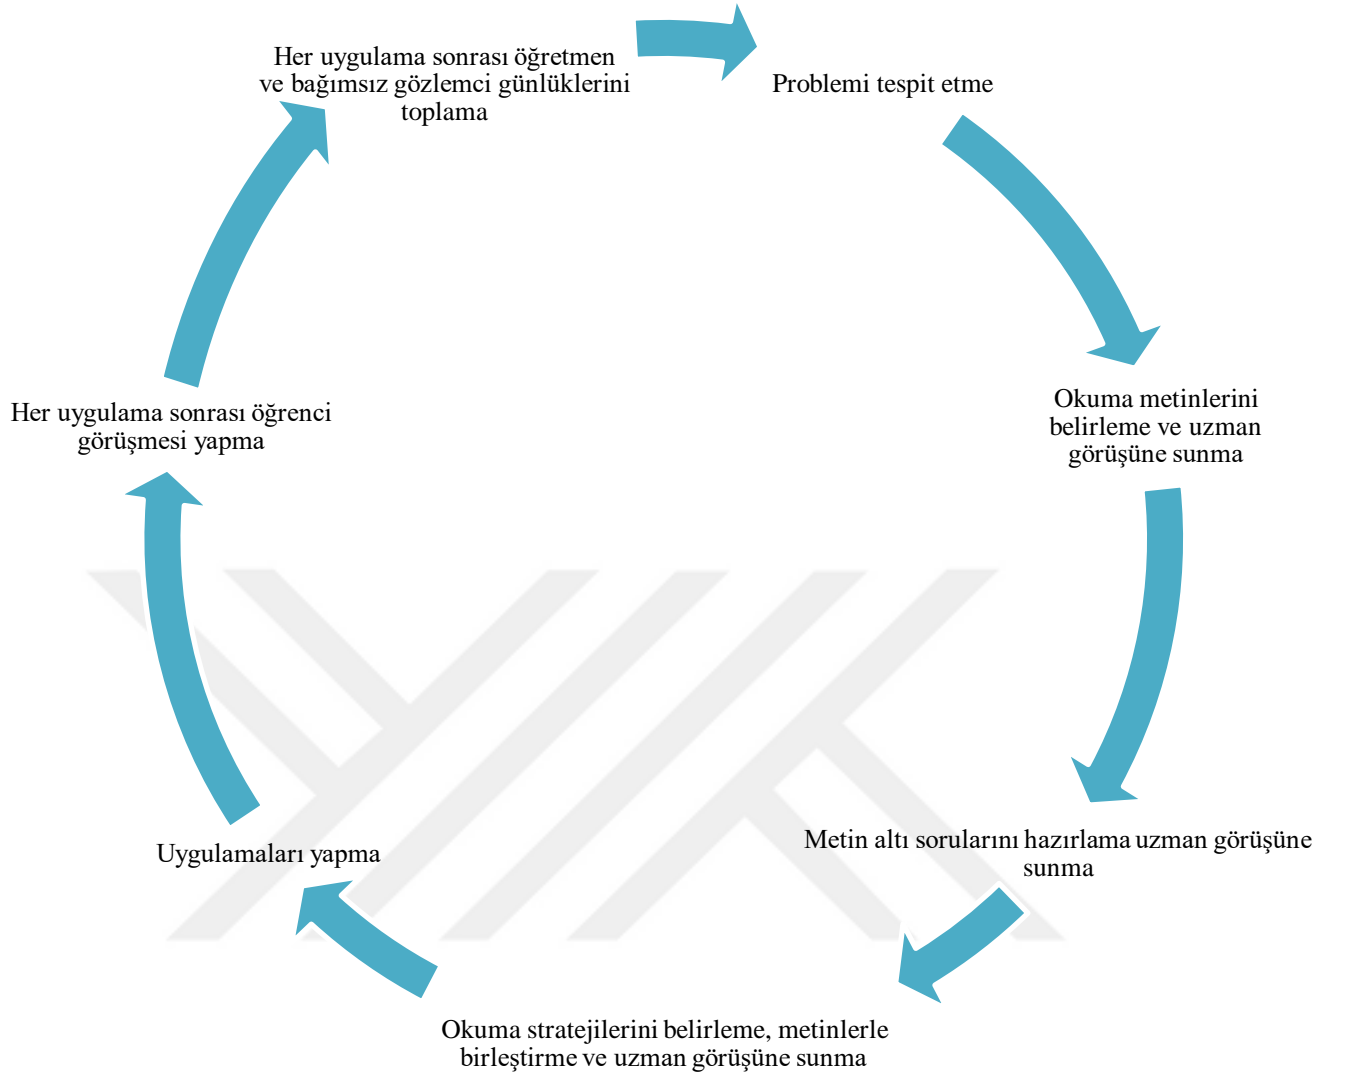 Her uygulama sonrası öğretmen
ve bağımsız gözlemci günlüklerini
toplama
Problemi tespit etme
Okuma metinlerini
belirleme ve uzman
görüşüne sunma
Metin altı sorularını hazırlama uzman görüşüne
sunma
Okuma stratejilerini belirleme, metinlerle
birleştirme ve uzman görüşüne sunma
Uygulamaları yapma
Her uygulama sonrası öğrenci
görüşmesi yapma